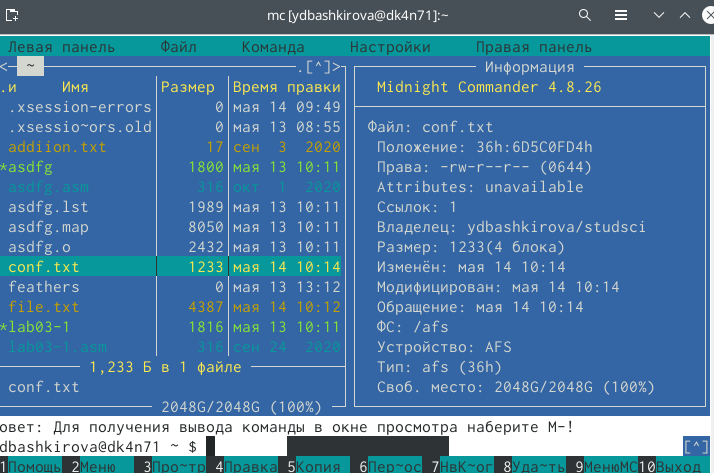 mc [ydbashkirova@dk4n71]:~
Левая панель Файл Команда Настройки Правая панель
<— ~ .[^]>
.и Имя Размер Время правки
.xsession-errors 0 мая 14 09:49
.xsessio~ors.old 0 мая 13 08:55
addiion.txt 17 сен 3 2020
*asdfg 1800 мая 13 10:11
asdfg.asm 316 окт 1 2020
asdfg.lst 1989 мая 13 10:11
asdfg.map 8050 мая 13 10:11
asdfg.o 2432 мая 13 10:11
conf.txt 1233 мая 14 10:14
feathers 0 мая 13 13:12
file.txt 4387 мая 14 10:12
*lab03-1 1816 мая 13 10:11
lab03-1.asm 316 сен 24 2020
1,233 Б в 1 файле
conf.txt
2048G/2048G (100%)
Информация
Midnight Commander 4.8.26
Файл: conf.txt
Положение: 36h:6D5C0FD4h
Права: -rw-r--r-- (0644)
Attributes: unavailable
Ссылок: 1
Владелец: ydbashkirova/studsci
Размер: 1233(4 блока)
Изменён: мая 14 10:14
Модифицирован: мая 14 10:14
Обращение: мая 14 10:14
ФС: /afs
Устройство: AFS
Тип: afs (36h)
Своб. место: 2048G/2048G (100%)
овет: Для получения вывода команды в окне просмотра наберите M-!
dbashkirova@dk4n71 ~ $ [^]
1Помощь 2Меню 3Про~тр 4Правка 5Копия 6Пер~ос 7НвК~ог 8Удa~ть 9МенюМС 10Выход